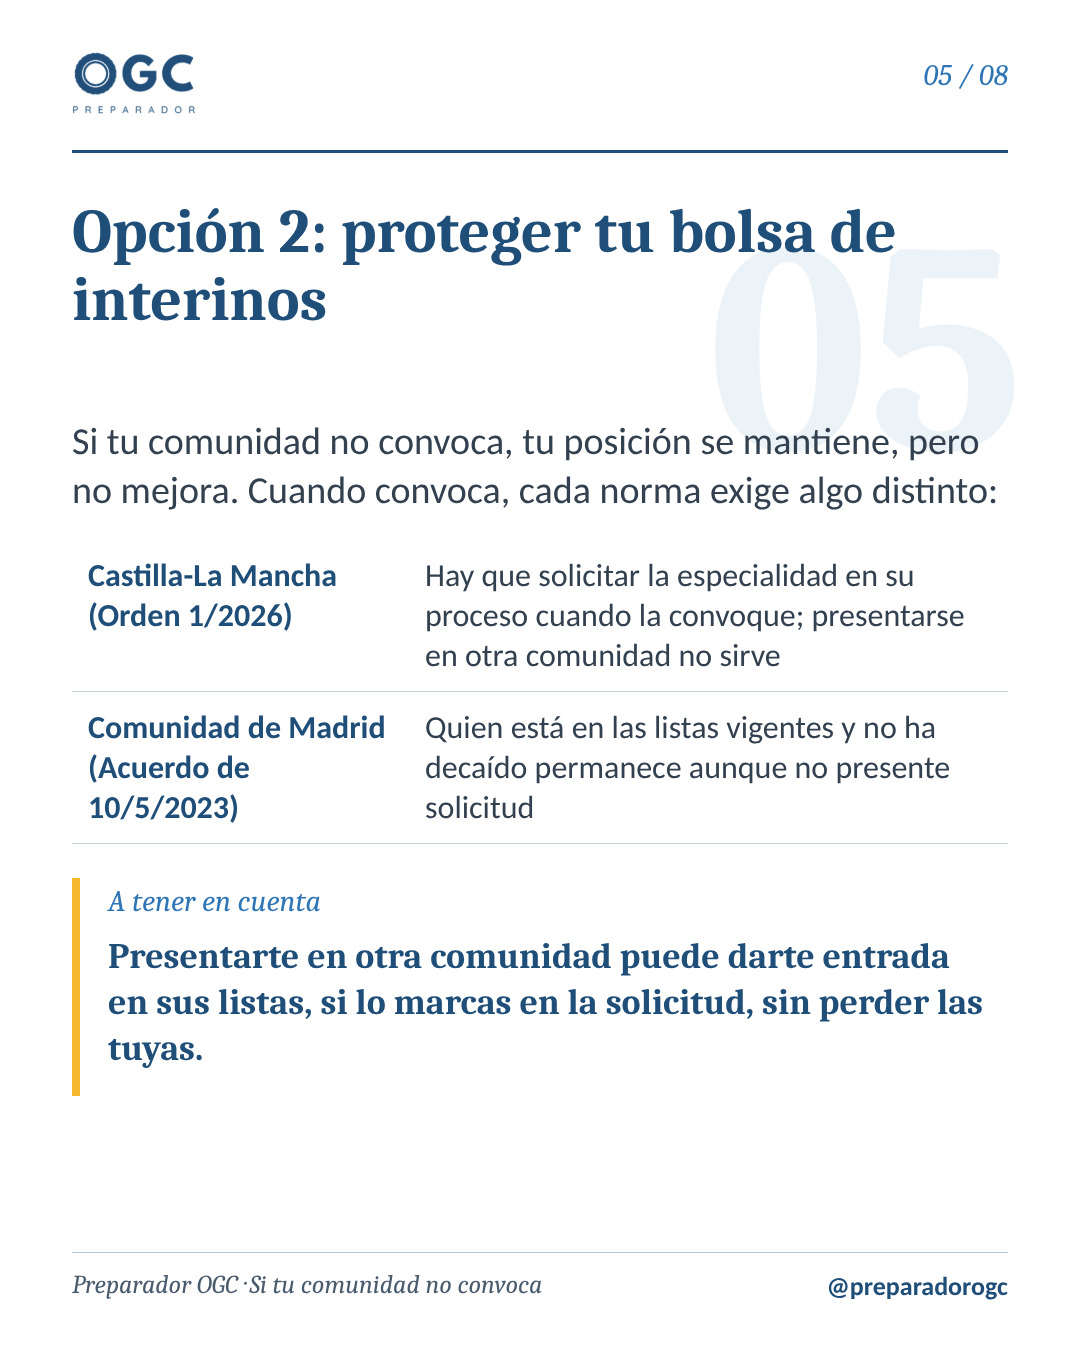 OGC
PREPARADOR
05 / 08
05
Opción 2: proteger tu bolsa de
interinos
Si tu comunidad no convoca, tu posición se mantiene, pero
no mejora. Cuando convoca, cada norma exige algo distinto:
Castilla-La Mancha
(Orden 1/2026)
Hay que solicitar la especialidad en su
proceso cuando la convoque; presentarse
en otra comunidad no sirve
Comunidad de Madrid
(Acuerdo de
10/5/2023)
Quien está en las listas vigentes y no ha
decaído permanece aunque no presente
solicitud
A tener en cuenta
Presentarte en otra comunidad puede darte entrada
en sus listas, si lo marcas en la solicitud, sin perder las
tuyas.
Preparador OGC · Si tu comunidad no convoca
@preparadorogc